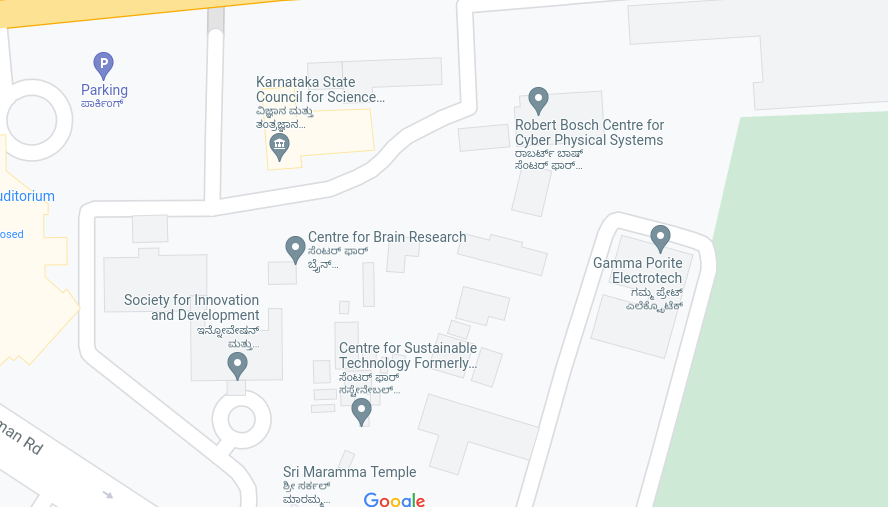 P
Parking
ಪಾರ್ಕಿಂಗ್
Karnataka State
Council for Science...
ವಿಜ್ಞಾನ ಮತ್ತು
ತಂತ್ರಜ್ಞಾನ...
Robert Bosch Centre for
Cyber Physical Systems
ರಾಬರ್ಟ್ ಬಾಷ್
ಸೆಂಟರ್ ಫಾರ್...
uditorium
osed
Centre for Brain Research
ಸೆಂಟರ್ ಫಾರ್
ಬ್ರೈನ್...
Gamma Porite
Electrotech
ಗಮ್ಮ ಪ್ರೇಟ್
ಎಲೆಕ್ಟ್ರೊಟೆಕ್
Society for Innovation
and Development
ಇನ್ನೋವೇಷನ್
ಮತ್ತು...
Centre for Sustainable
Technology Formerly...
ಸೆಂಟರ್ ಫಾರ್
ಸಸ್ಟೇನೇಬಲ್...
man Rd
Sri Maramma Temple
ಶ್ರೀ ಸರ್ಕಲ್
ಮಾರಮ್ಮ...
Google